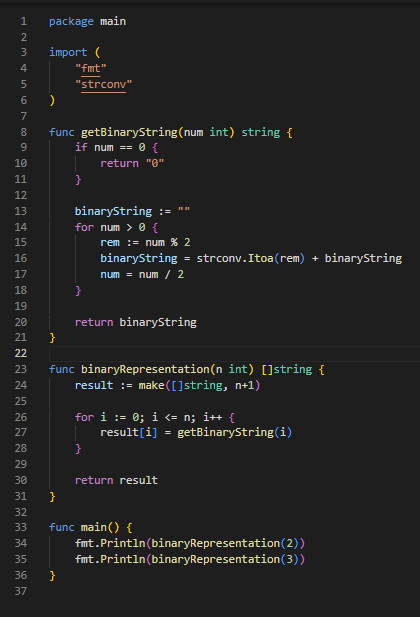 1 package main
2
3 import (
4     "fmt"
5     "strconv"
6 )
7
8 func getBinaryString(num int) string {
9     if num == 0 {
10         return "0"
11     }
12
13     binaryString := ""
14     for num > 0 {
15         rem := num % 2
16         binaryString = strconv.Itoa(rem) + binaryString
17         num = num / 2
18     }
19
20     return binaryString
21 }
22
23 func binaryRepresentation(n int) []string {
24     result := make([]string, n+1)
25
26     for i := 0; i <= n; i++ {
27         result[i] = getBinaryString(i)
28     }
29
30     return result
31 }
32
33 func main() {
34     fmt.Println(binaryRepresentation(2))
35     fmt.Println(binaryRepresentation(3))
36 }
37